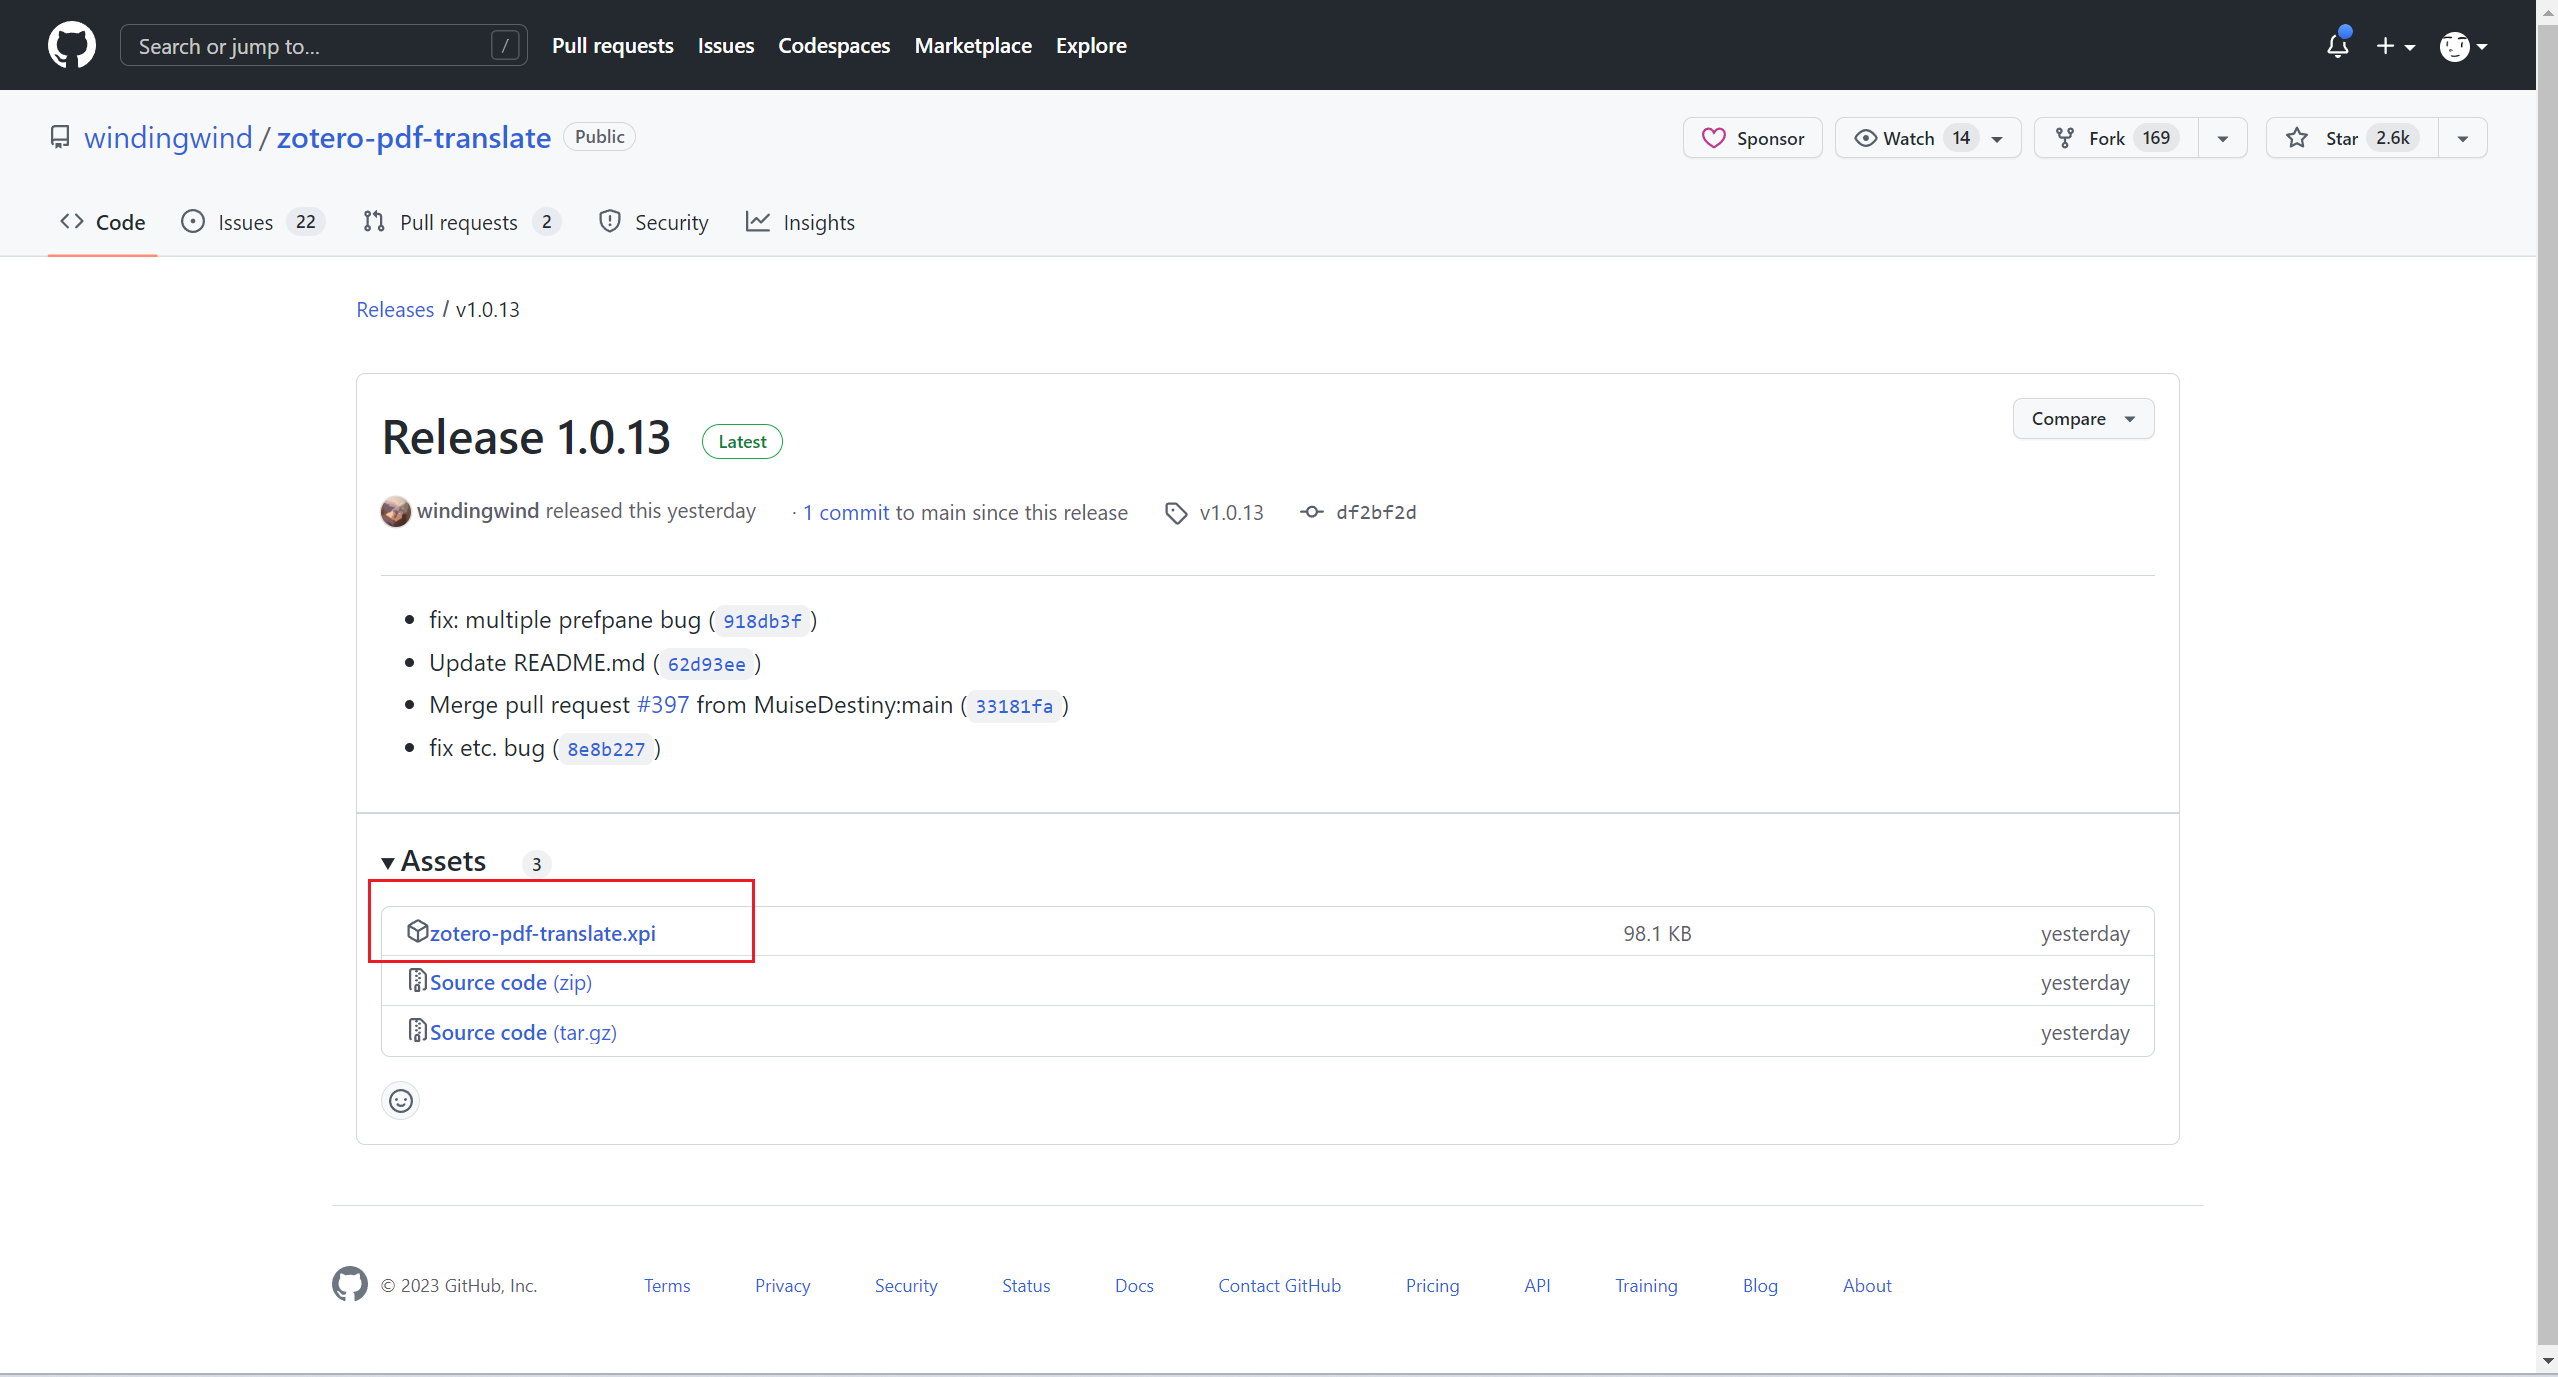 Search or jump to... / Pull requests Issues Codespaces Marketplace Explore
windingwind / zotero-pdf-translate Public Sponsor Watch 14 Fork 169 Star 2.6k
Code Issues 22 Pull requests 2 Security Insights
Releases / v1.0.13
Release 1.0.13 Latest Compare
windingwind released this yesterday · 1 commit to main since this release v1.0.13 df2bf2d
• fix: multiple prefpane bug (918db3f)
• Update README.md (62d93ee)
• Merge pull request #397 from MuiseDestiny:main (33181fa)
• fix etc. bug (8e8b227)
Assets 3
zotero-pdf-translate.xpi 98.1 KB yesterday
Source code (zip) yesterday
Source code (tar.gz) yesterday
© 2023 GitHub, Inc. Terms Privacy Security Status Docs Contact GitHub Pricing API Training Blog About